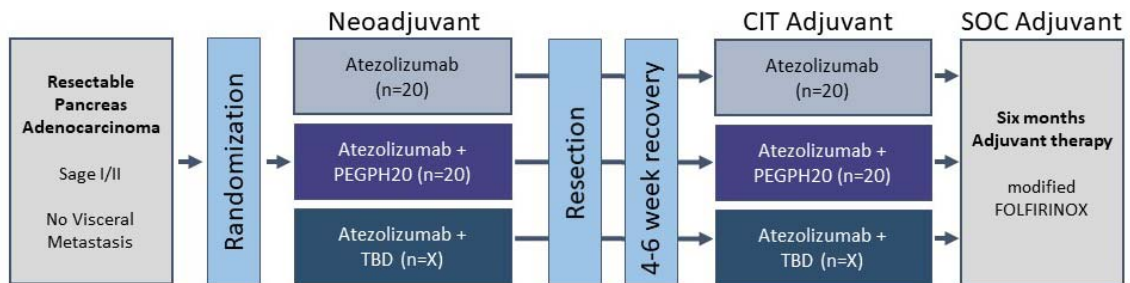 Neoadjuvant
CIT Adjuvant
SOC Adjuvant
Resectable
Pancreas
Adenocarcinoma
Sage I/II
No Visceral
Metastasis
Randomization
Atezolizumab
(n=20)
Atezolizumab +
PEGPH20 (n=20)
Atezolizumab +
TBD (n=X)
Resection
4-6 week recovery
Atezolizumab
(n=20)
Atezolizumab +
PEGPH20 (n=20)
Atezolizumab +
TBD (n=X)
Six months
Adjuvant therapy
modified
FOLFIRINOX